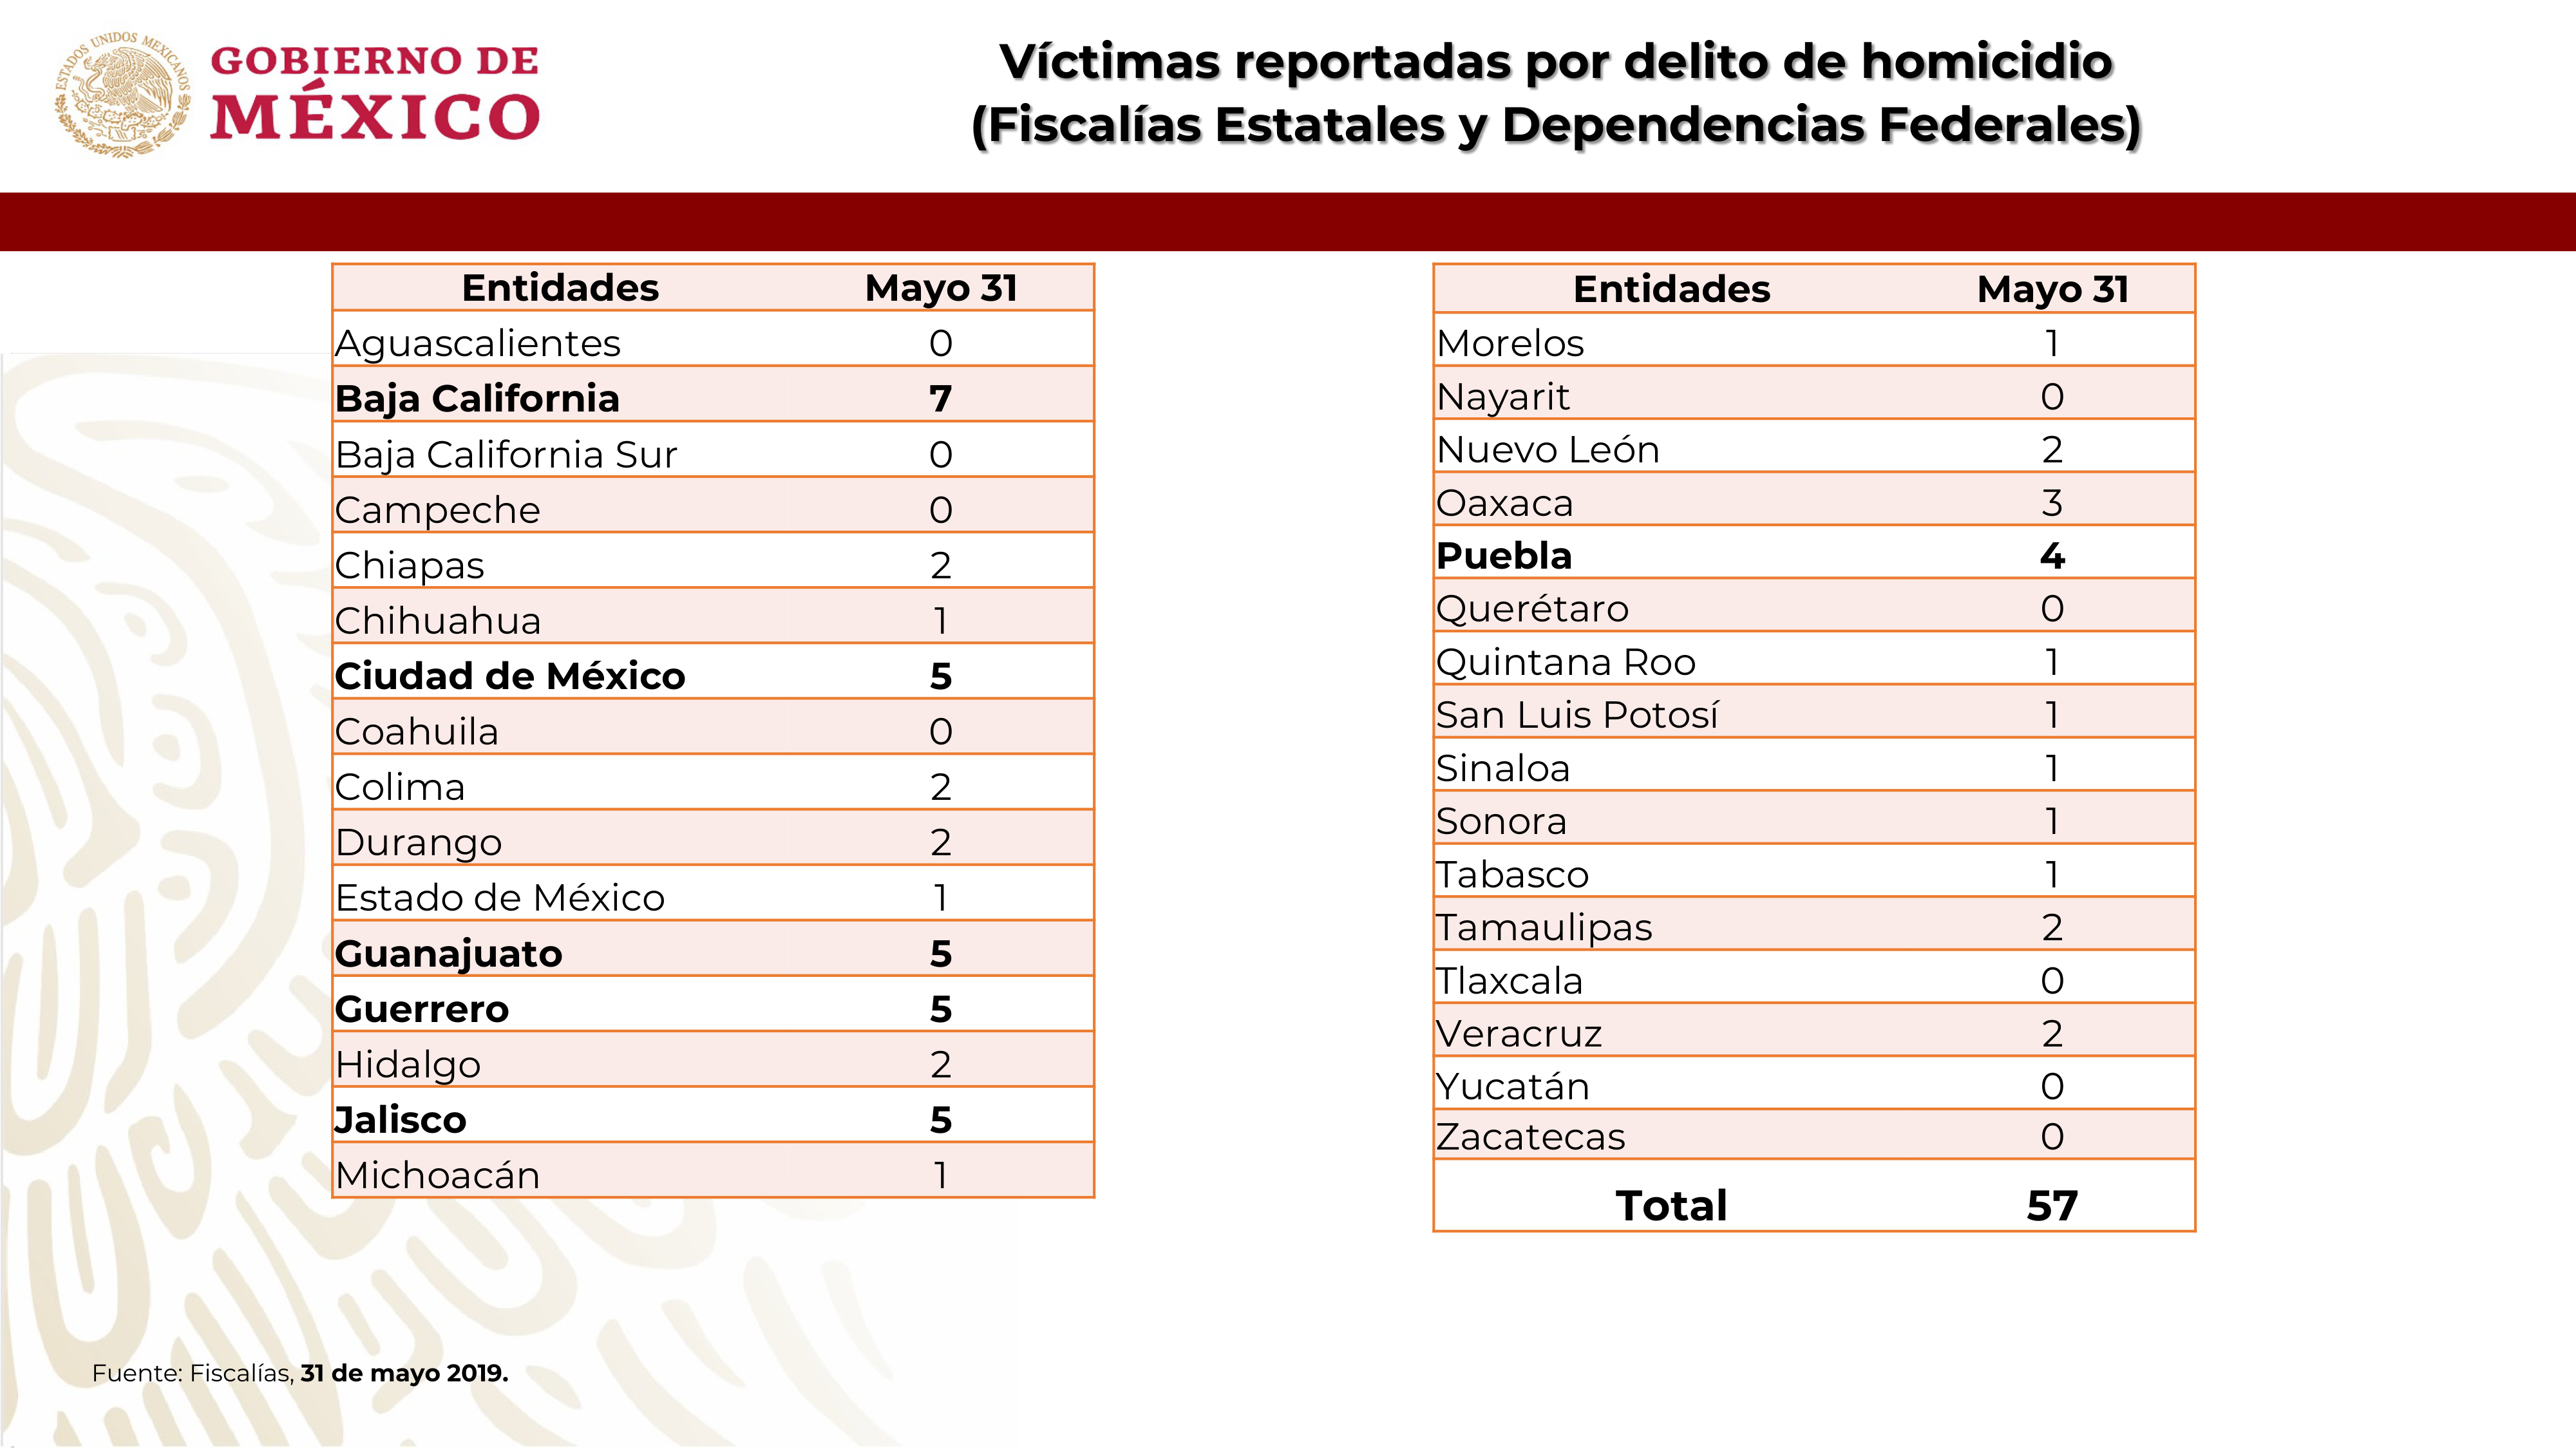 ESTADOS UNIDOS MEXICANOS
GOBIERNO DE
MÉXICO
Víctimas reportadas por delito de homicidio
(Fiscalías Estatales y Dependencias Federales)
Entidades Mayo 31
Aguascalientes 0
Baja California 7
Baja California Sur 0
Campeche 0
Chiapas 2
Chihuahua 1
Ciudad de México 5
Coahuila 0
Colima 2
Durango 2
Estado de México 1
Guanajuato 5
Guerrero 5
Hidalgo 2
Jalisco 5
Michoacán 1
Entidades Mayo 31
Morelos 1
Nayarit 0
Nuevo León 2
Oaxaca 3
Puebla 4
Querétaro 0
Quintana Roo 1
San Luis Potosí 1
Sinaloa 1
Sonora 1
Tabasco 1
Tamaulipas 2
Tlaxcala 0
Veracruz 2
Yucatán 0
Zacatecas 0
Total 57
Fuente: Fiscalías, 31 de mayo 2019.